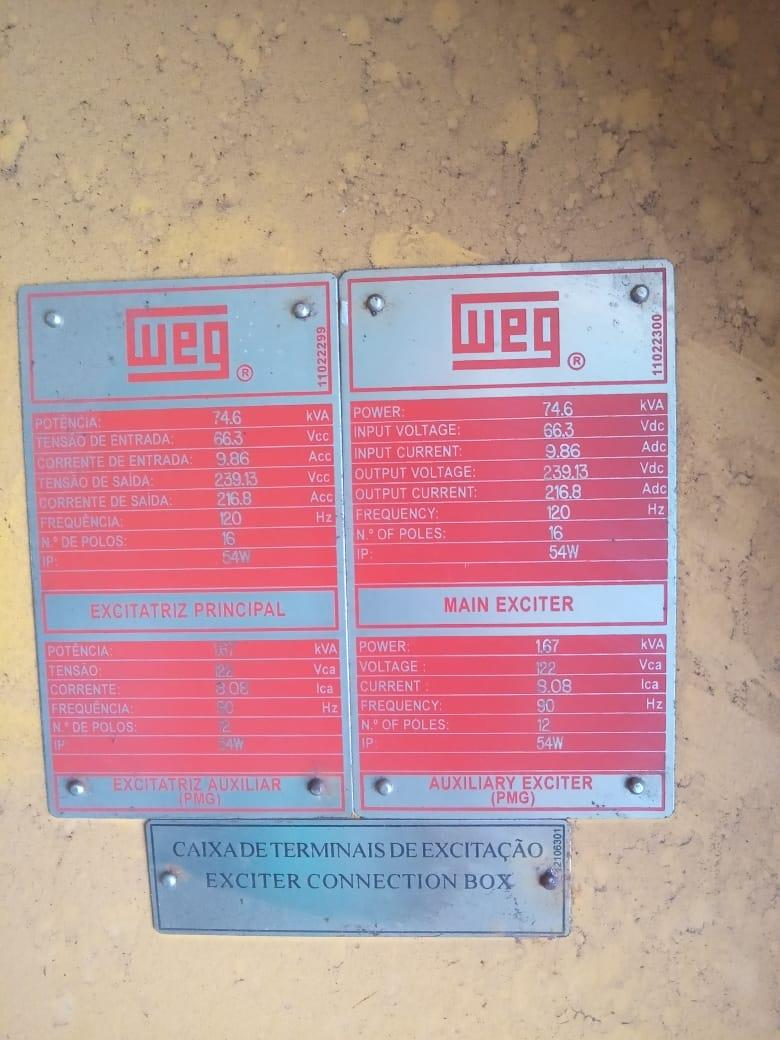 weg ®
11022299
POTÊNCIA: 74.6 kVA
TENSÃO DE ENTRADA: 66.3 Vcc
CORRENTE DE ENTRADA: 9.86 Acc
TENSÃO DE SAÍDA: 239.13 Vcc
CORRENTE DE SAÍDA: 216.8 Acc
FREQUÊNCIA: 120 Hz
N.º DE POLOS: 16
IP: 54W
EXCITATRIZ PRINCIPAL
POTÊNCIA: 1.67 kVA
TENSÃO: 122 Vca
CORRENTE: 9.08 Ica
FREQUÊNCIA: 90 Hz
N.º DE POLOS: 12
IP: 54W
EXCITATRIZ AUXILIAR
(PMG)
weg ®
11022300
POWER: 74.6 kVA
INPUT VOLTAGE: 66.3 Vdc
INPUT CURRENT: 9.86 Adc
OUTPUT VOLTAGE: 239.13 Vdc
OUTPUT CURRENT: 216.8 Adc
FREQUENCY: 120 Hz
N.º OF POLES: 16
IP: 54W
MAIN EXCITER
POWER: 1.67 kVA
VOLTAGE : 122 Vca
CURRENT : 9.08 Ica
FREQUENCY: 90 Hz
N.º OF POLES: 12
IP: 54W
AUXILIARY EXCITER
(PMG)
CAIXA DE TERMINAIS DE EXCITAÇÃO
EXCITER CONNECTION BOX